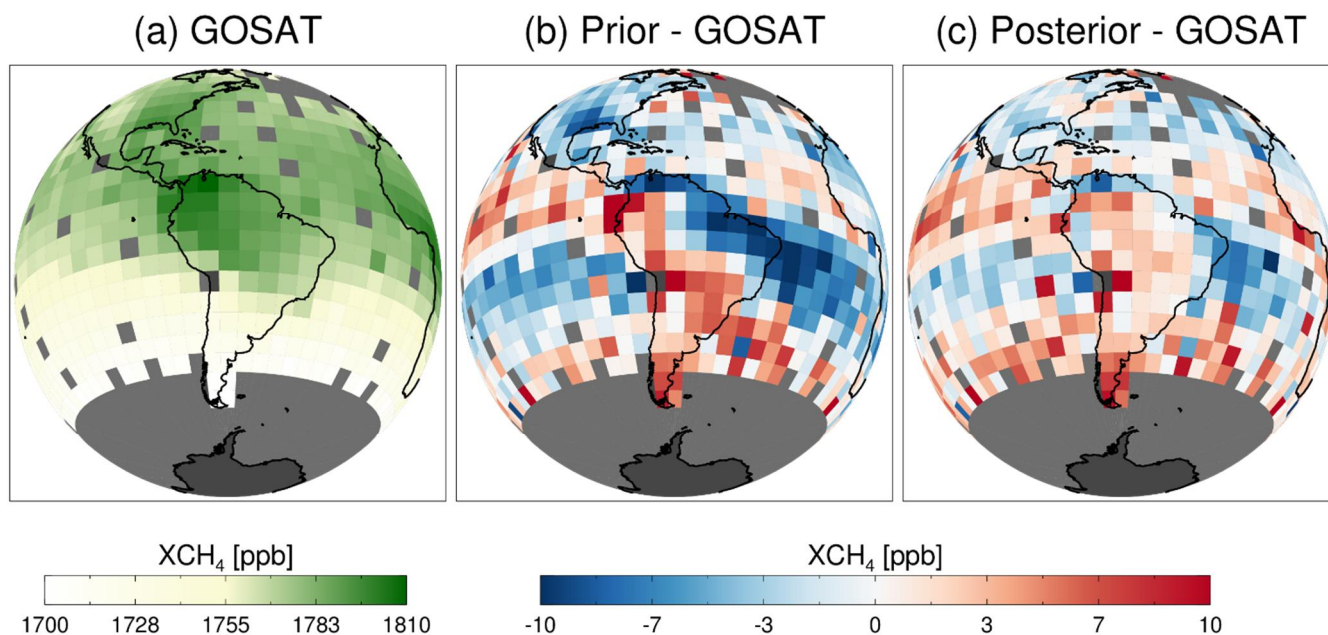 (a) GOSAT
(b) Prior - GOSAT
(c) Posterior - GOSAT
XCH₄ [ppb]
1700 1728 1755 1783 1810
XCH₄ [ppb]
-10 -7 -3 0 3 7 10